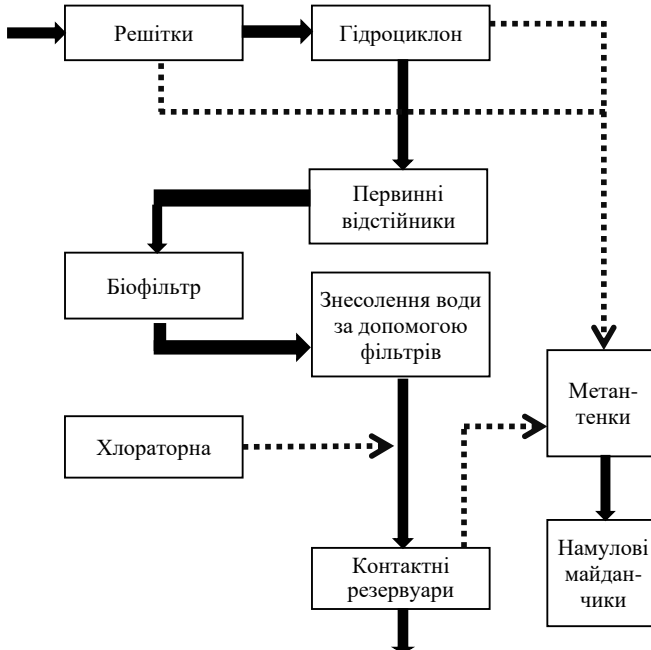 Решітки
Гідроциклон
Первинні
відстійники
Біофільтр
Знесолення води
за допомогою
фільтрів
Метан-
тенки
Хлораторна
Контактні
резервуари
Намулові
майдан-
чики